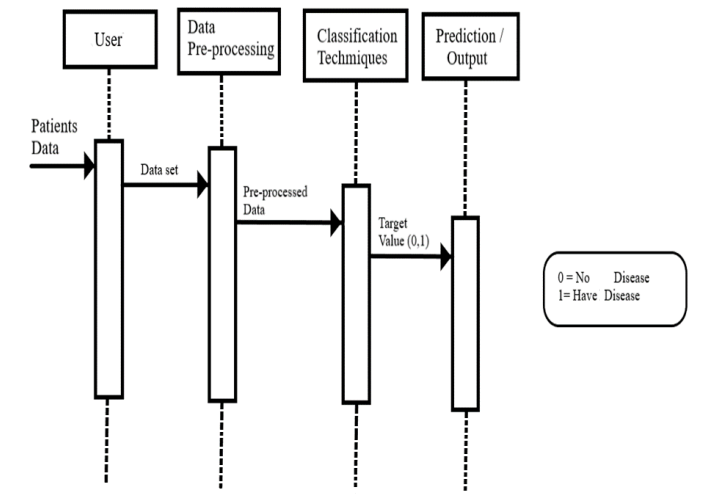 User
Data
Pre-processing
Classification
Techniques
Prediction /
Output
Patients
Data
Data set
Pre-processed
Data
Target
Value (0,1)
0 = No Disease
1= Have Disease